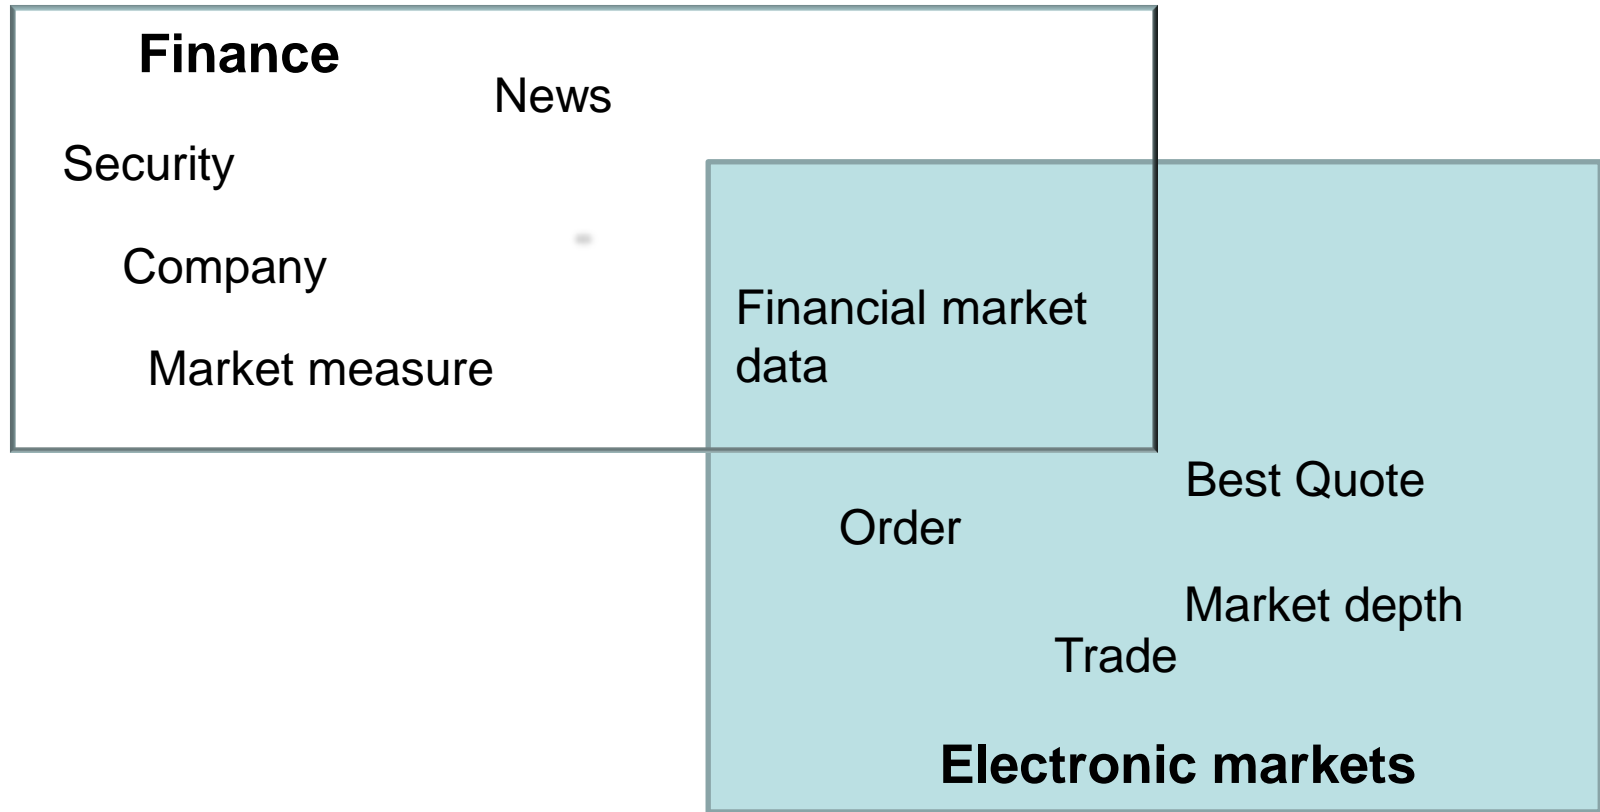 Finance
News
Security
Company
Market measure
Financial market
data
Best Quote
Order
Market depth
Trade
Electronic markets